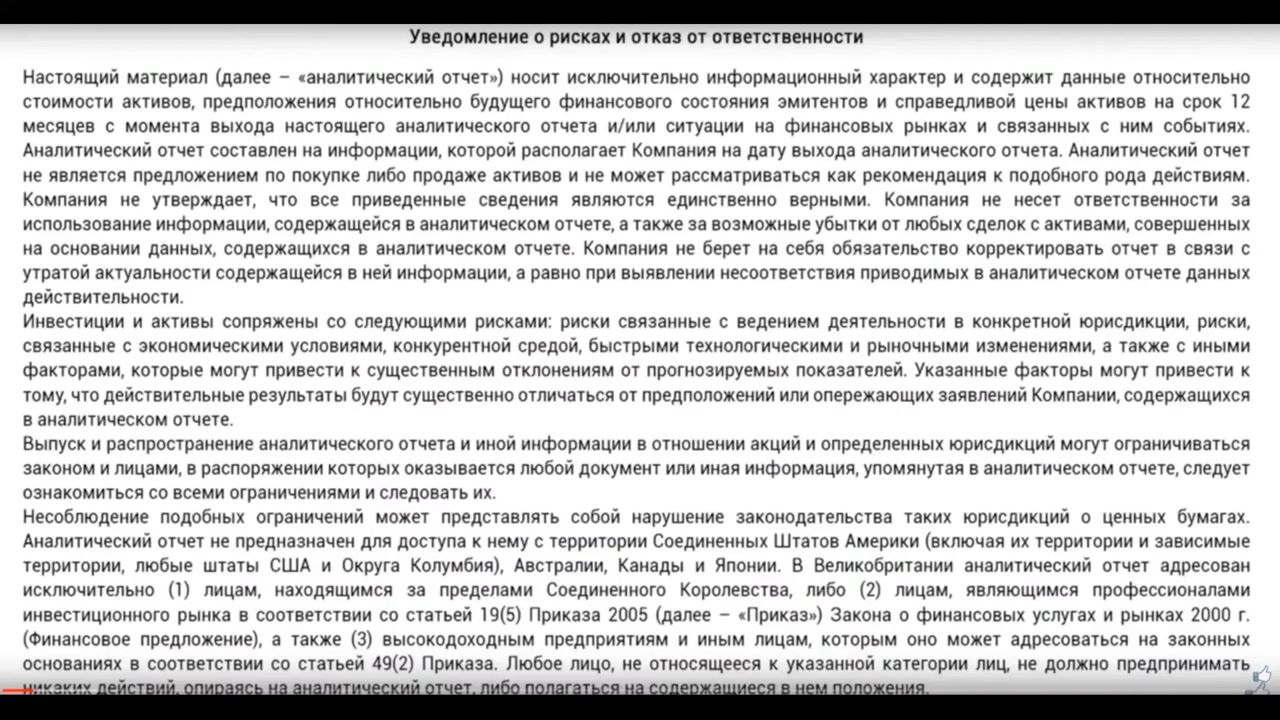 Уведомление о рисках и отказ от ответственности
Настоящий материал (далее – «аналитический отчет») носит исключительно информационный характер и содержит данные относительно
стоимости активов, предположения относительно будущего финансового состояния эмитентов и справедливой цены активов на срок 12
месяцев с момента выхода настоящего аналитического отчета и/или ситуации на финансовых рынках и связанных с ним событиях.
Аналитический отчет составлен на информации, которой располагает Компания на дату выхода аналитического отчета. Аналитический отчет
не является предложением по покупке либо продаже активов и не может рассматриваться как рекомендация к подобного рода действиям.
Компания не утверждает, что все приведенные сведения являются единственно верными. Компания не несет ответственности за
использование информации, содержащейся в аналитическом отчете, а также за возможные убытки от любых сделок с активами, совершенных
на основании данных, содержащихся в аналитическом отчете. Компания не берет на себя обязательство корректировать отчет в связи с
утратой актуальности содержащейся в ней информации, а равно при выявлении несоответствия приводимых в аналитическом отчете данных
действительности.
Инвестиции и активы сопряжены со следующими рисками: риски связанные с ведением деятельности в конкретной юрисдикции, риски,
связанные с экономическими условиями, конкурентной средой, быстрыми технологическими и рыночными изменениями, а также с иными
факторами, которые могут привести к существенным отклонениям от прогнозируемых показателей. Указанные факторы могут привести к
тому, что действительные результаты будут существенно отличаться от предположений или опережающих заявлений Компании, содержащихся
в аналитическом отчете.
Выпуск и распространение аналитического отчета и иной информации в отношении акций и определенных юрисдикций могут ограничиваться
законом и лицами, в распоряжении которых оказывается любой документ или иная информация, упомянутая в аналитическом отчете, следует
ознакомиться со всеми ограничениями и следовать их.
Несоблюдение подобных ограничений может представлять собой нарушение законодательства таких юрисдикций о ценных бумагах.
Аналитический отчет не предназначен для доступа к нему с территории Соединенных Штатов Америки (включая их территории и зависимые
территории, любые штаты США и Округа Колумбия), Австралии, Канады и Японии. В Великобритании аналитический отчет адресован
исключительно (1) лицам, находящимся за пределами Соединенного Королевства, либо (2) лицам, являющимся профессионалами
инвестиционного рынка в соответствии со статьей 19(5) Приказа 2005 (далее – «Приказ») Закона о финансовых услугах и рынках 2000 г.
(Финансовое предложение), а также (3) высокодоходным предприятиям и иным лицам, которым оно может адресоваться на законных
основаниях в соответствии со статьей 49(2) Приказа. Любое лицо, не относящееся к указанной категории лиц, не должно предпринимать
никаких действий, опираясь на аналитический отчет, либо полагаться на содержащиеся в нем положения.